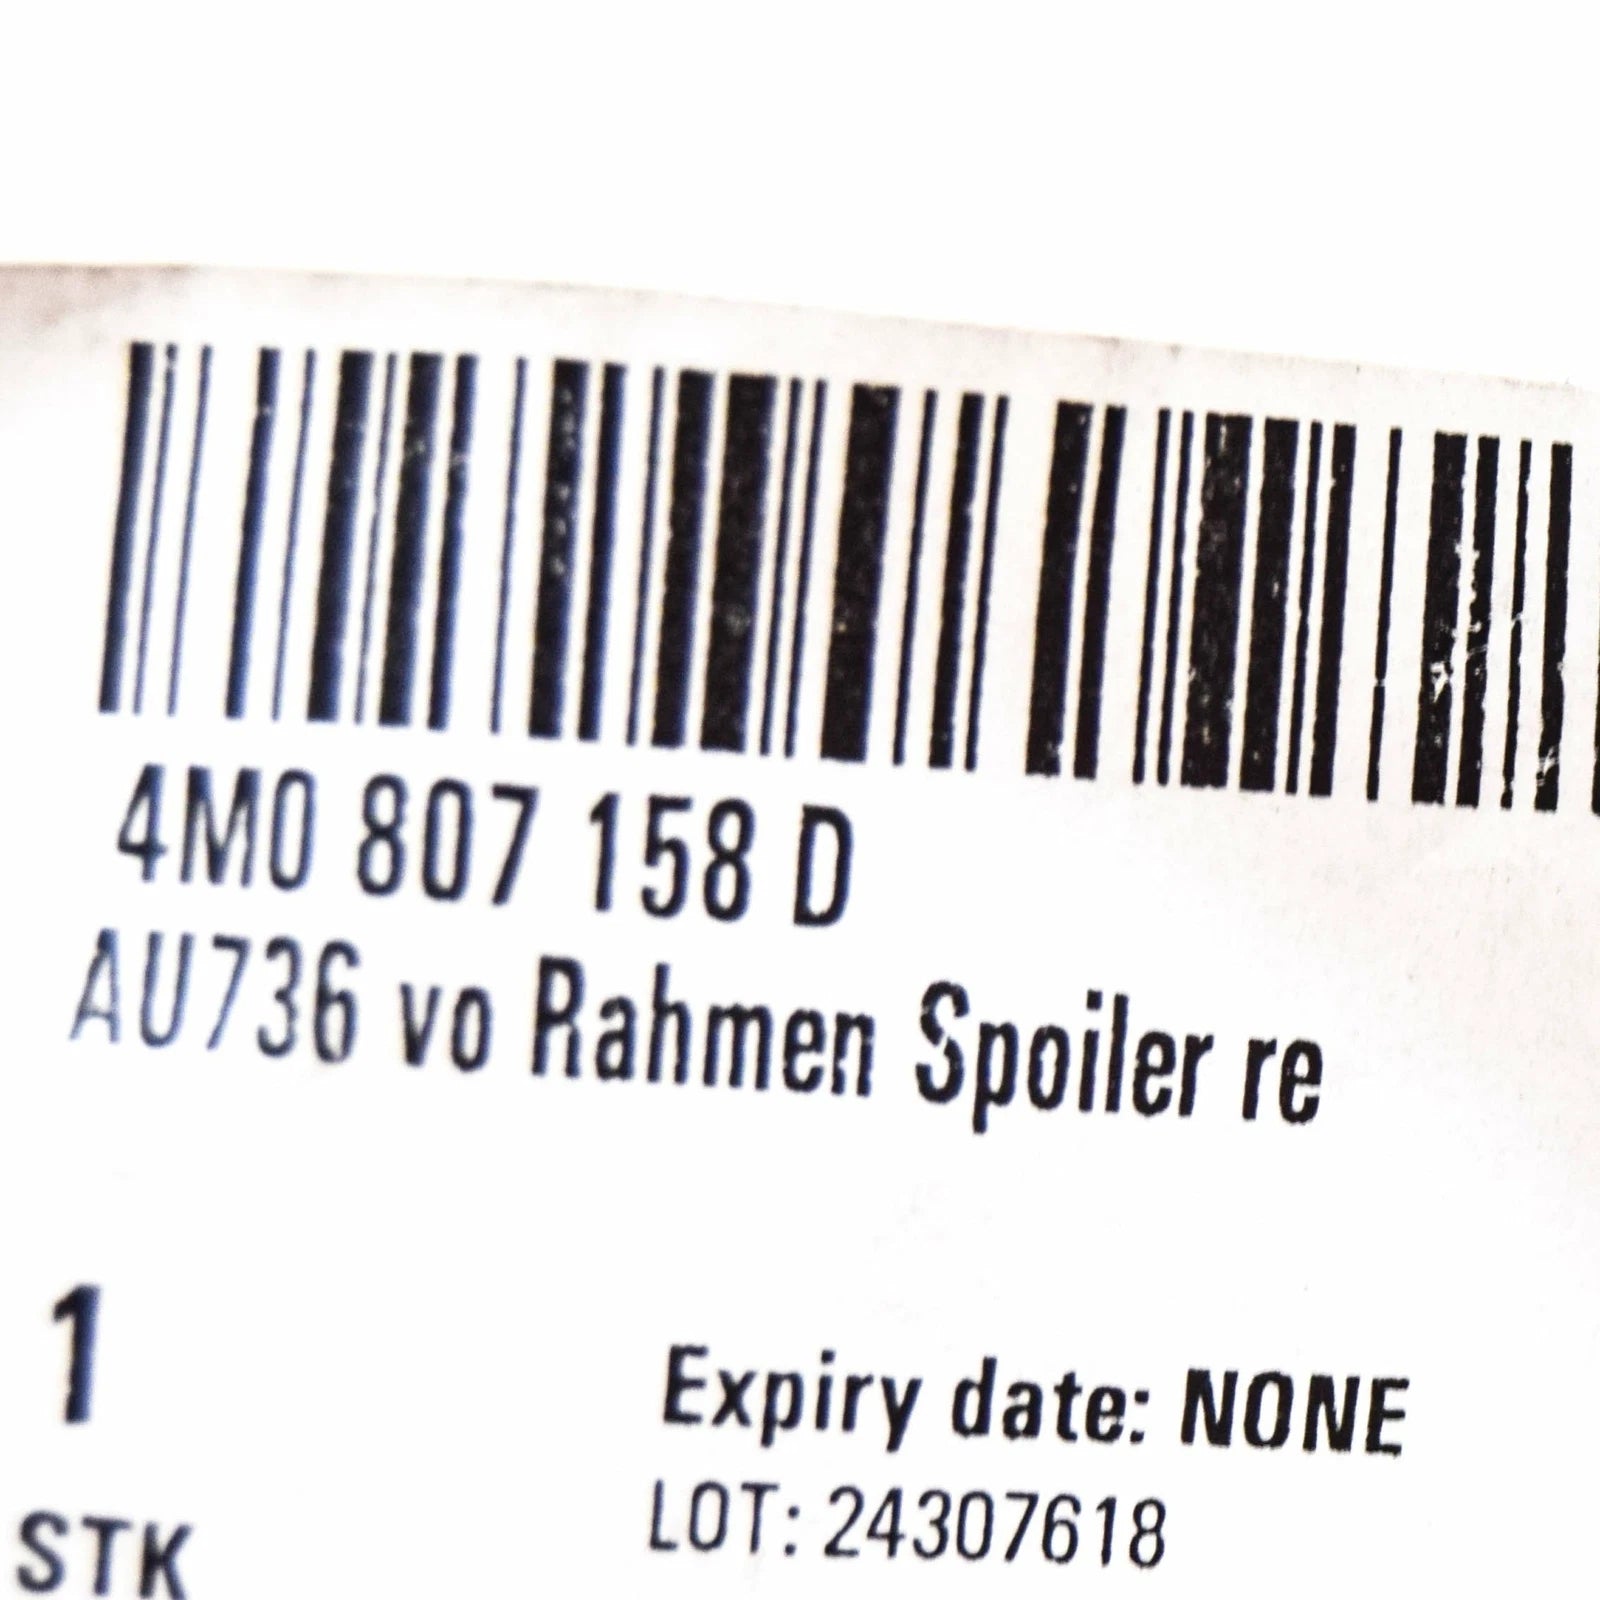 4M0 807 158 D
AU736 vo Rahmen Spoiler re
1
Expiry date: NONE
STK
LOT: 24307618